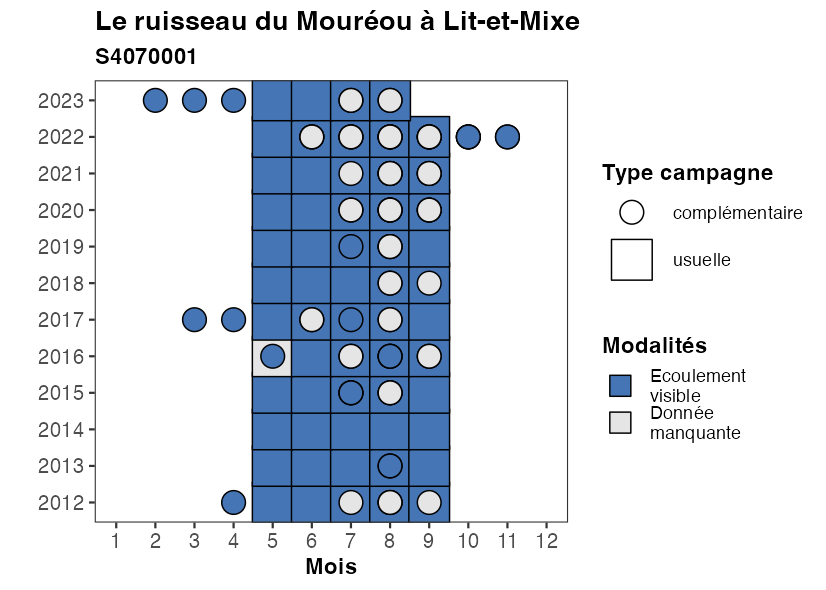 Le ruisseau du Mouréou à Lit-et-Mixe
S4070001
2023
2022
2021
2020
2019
2018
2017
2016
2015
2014
2013
2012
1 2 3 4 5 6 7 8 9 10 11 12
Mois
Type campagne
complémentaire
usuelle
Modalités
Ecoulement
visible
Donnée
manquante